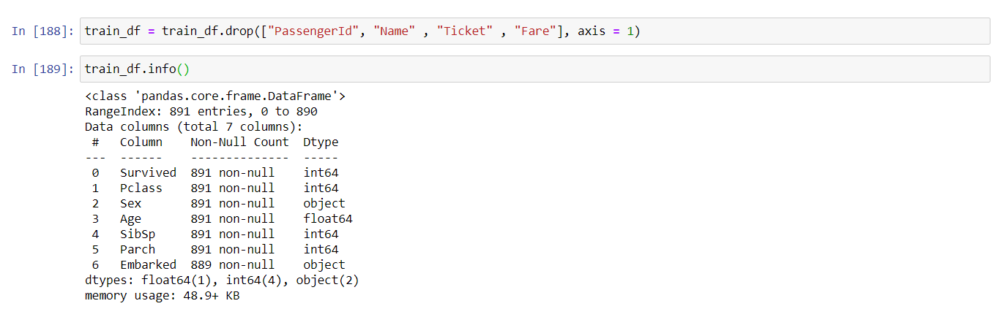 In [188]: train_df = train_df.drop(["PassengerId", "Name" , "Ticket" , "Fare"], axis = 1)
In [189]: train_df.info()
<class 'pandas.core.frame.DataFrame'>
RangeIndex: 891 entries, 0 to 890
Data columns (total 7 columns):
 #   Column    Non-Null Count  Dtype
---  ------    --------------  -----
 0   Survived  891 non-null    int64
 1   Pclass    891 non-null    int64
 2   Sex       891 non-null    object
 3   Age       891 non-null    float64
 4   SibSp     891 non-null    int64
 5   Parch     891 non-null    int64
 6   Embarked  889 non-null    object
dtypes: float64(1), int64(4), object(2)
memory usage: 48.9+ KB